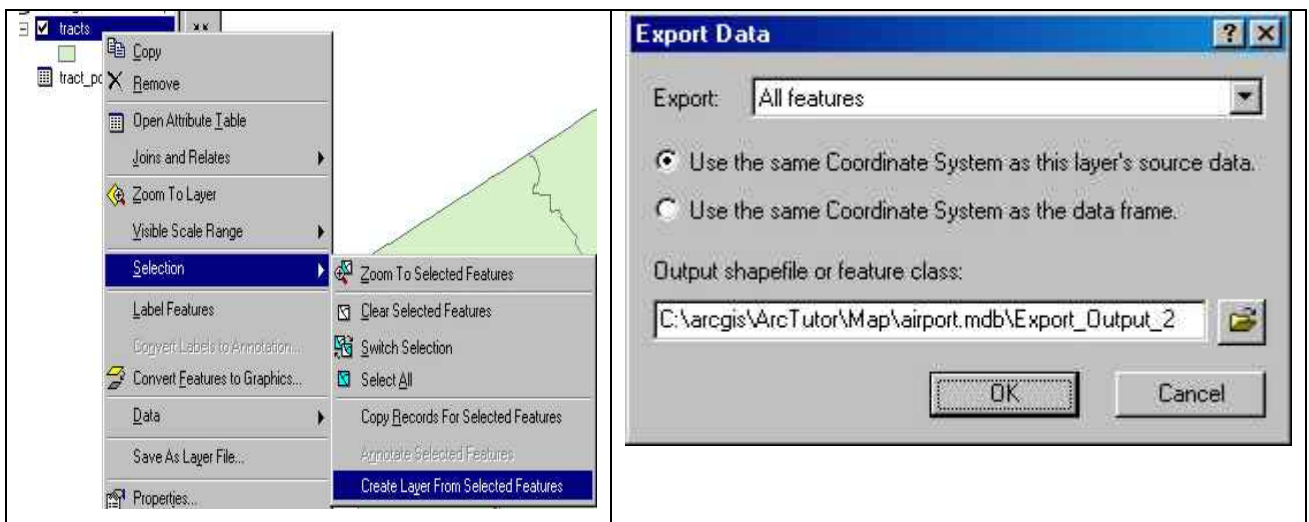 tracts
tract_po
Copy
Remove
Open Attribute Table
Joins and Relates
Zoom To Layer
Visible Scale Range
Selection
Label Features
Convert Labels to Annotation...
Convert Features to Graphics...
Data
Save As Layer File...
Properties...
Zoom To Selected Features
Clear Selected Features
Switch Selection
Select All
Copy Records For Selected Features
Annotate Selected Features
Create Layer From Selected Features
Export Data
Export: All features
Use the same Coordinate System as this layer's source data.
Use the same Coordinate System as the data frame.
Output shapefile or feature class:
C:\arcgis\ArcTutor\Map\airport.mdb\Export_Output_2
OK Cancel